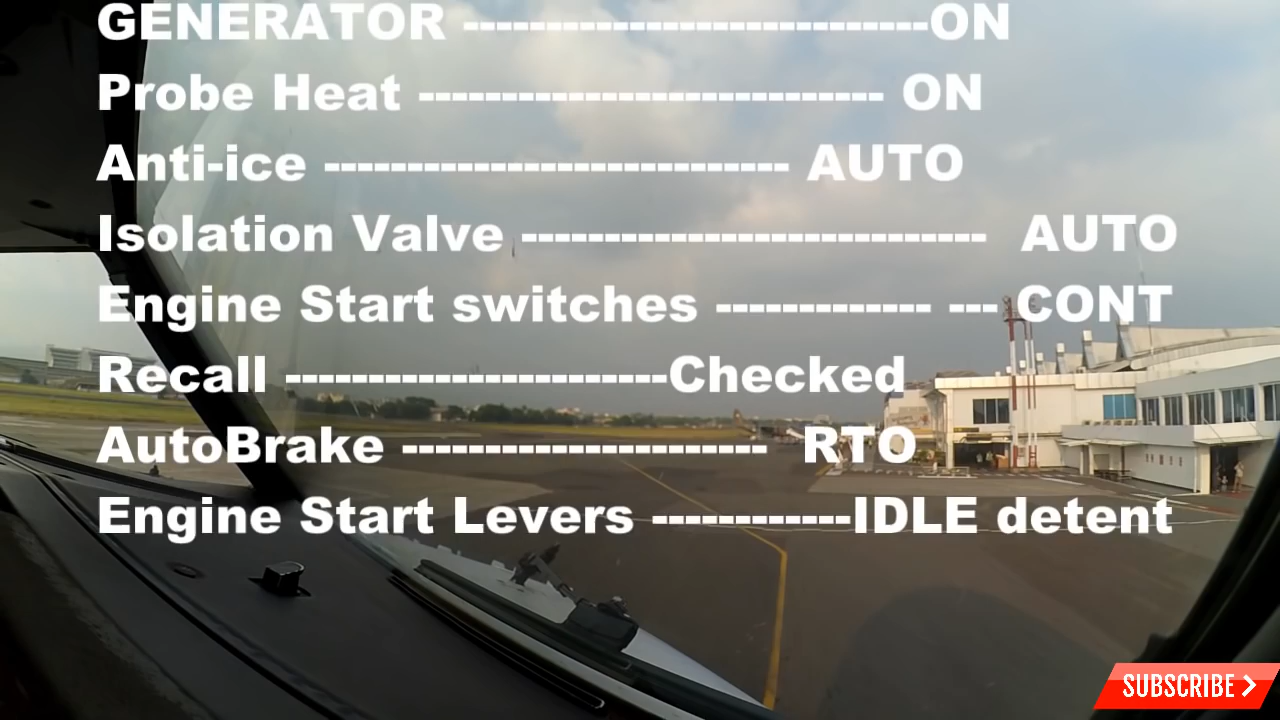 GENERATOR ----------------------------ON
Probe Heat ---------------------------- ON
Anti-ice ---------------------------- AUTO
Isolation Valve ---------------------------- AUTO
Engine Start switches ------------- --- CONT
Recall -----------------------Checked
AutoBrake ---------------------- RTO
Engine Start Levers ------------IDLE detent
SUBSCRIBE